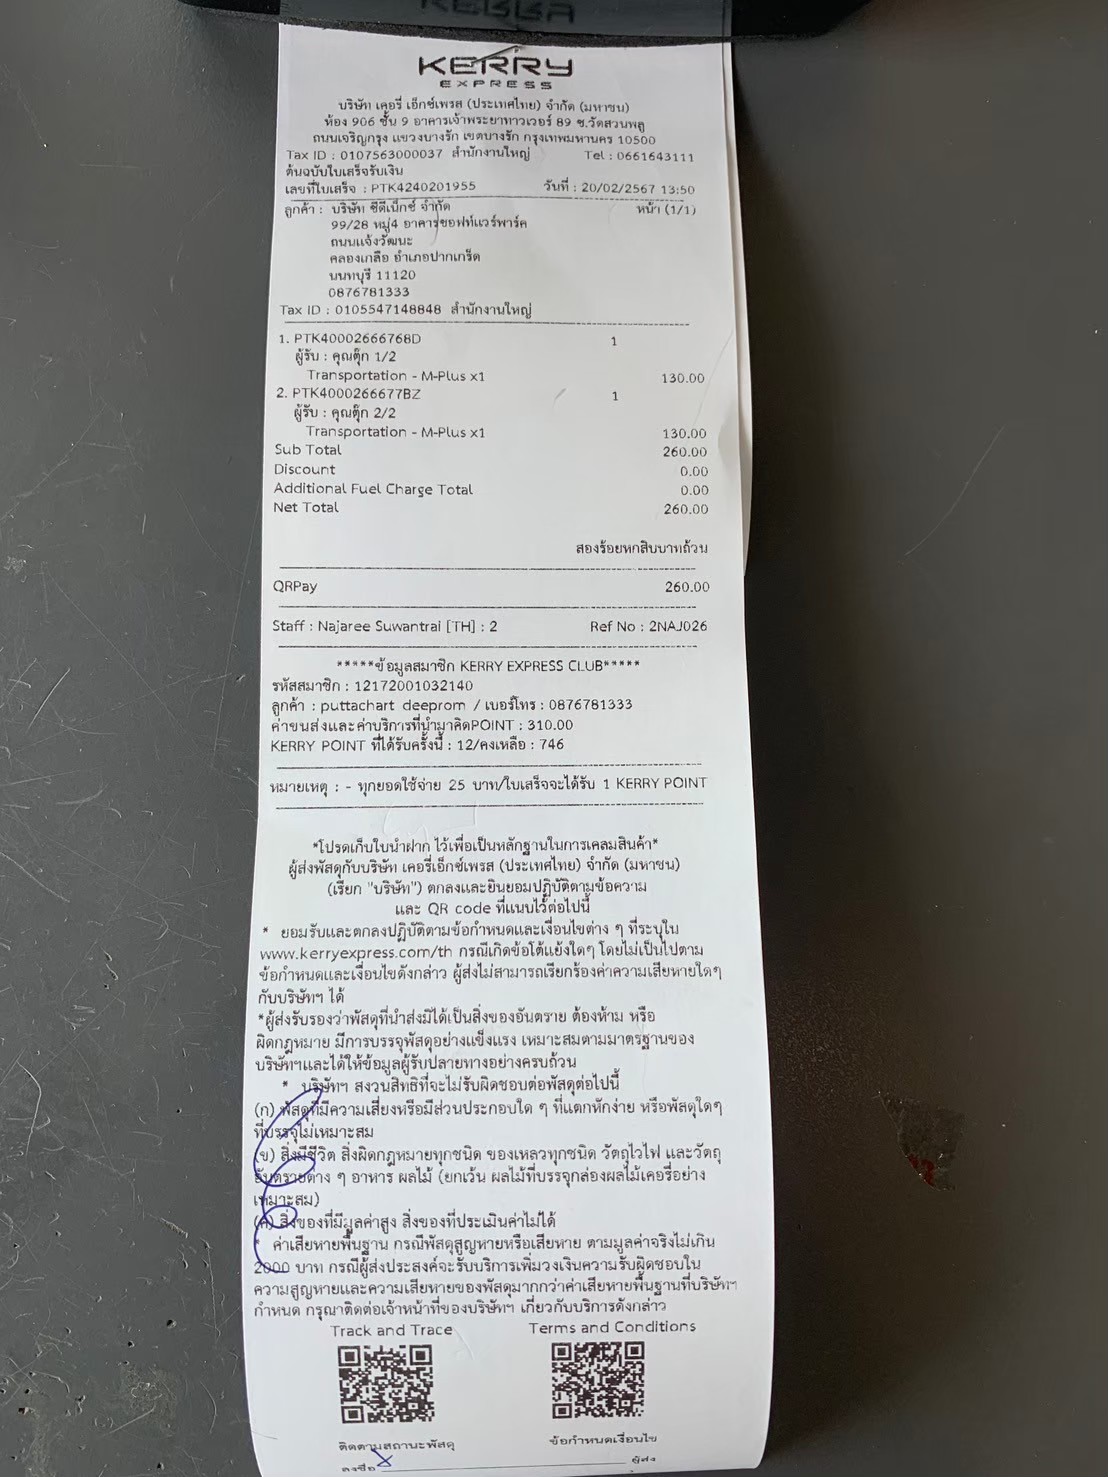 KERRY
EXPRESS
บริษัท เคอรี่ เอ็กซ์เพรส (ประเทศไทย) จำกัด (มหาชน)
ห้อง 906 ชั้น 9 อาคารเจ้าพระยาทาวเวอร์ 89 ซ.วัดสวนพลู
ถนนเจริญกรุง แขวงบางรัก เขตบางรัก กรุงเทพมหานคร 10500
Tax ID : 0107563000037 สำนักงานใหญ่ Tel : 0661643111
ต้นฉบับใบเสร็จรับเงิน
เลขที่ใบเสร็จ : PTK4240201955 วันที่ : 20/02/2567 13:50
ลูกค้า : บริษัท ซีดีเน็กซ์ จำกัด หน้า (1/1)
99/28 หมู่4 อาคารซอฟท์แวร์พาร์ค
ถนนแจ้งวัฒนะ
คลองเกลือ อำเภอปากเกร็ด
นนทบุรี 11120
0876781333
Tax ID : 0105547148848 สำนักงานใหญ่
1. PTK40002666768D 1
ผู้รับ : คุณตุ๊ก 1/2
Transportation - M-Plus x1 130.00
2. PTK4000266677BZ 1
ผู้รับ : คุณตุ๊ก 2/2
Transportation - M-Plus x1 130.00
Sub Total 260.00
Discount 0.00
Additional Fuel Charge Total 0.00
Net Total 260.00
สองร้อยหกสิบบาทถ้วน
QRPay 260.00
Staff : Najaree Suwantrai [TH] : 2 Ref No : 2NAJ026
*****ข้อมูลสมาชิก KERRY EXPRESS CLUB*****
รหัสสมาชิก : 12172001032140
ลูกค้า : puttachart deeprom / เบอร์โทร : 0876781333
ค่าขนส่งและค่าบริการที่นำมาคิดPOINT : 310.00
KERRY POINT ที่ได้รับครั้งนี้ : 12/คงเหลือ : 746
หมายเหตุ : - ทุกยอดใช้จ่าย 25 บาท/ใบเสร็จจะได้รับ 1 KERRY POINT
*โปรดเก็บใบนำฝาก ไว้เพื่อเป็นหลักฐานในการเคลมสินค้า*
ผู้ส่งพัสดุกับบริษัท เคอรี่เอ็กซ์เพรส (ประเทศไทย) จำกัด (มหาชน)
(เรียก "บริษัท") ตกลงและยินยอมปฏิบัติตามข้อความ
และ QR code ที่แนบไว้ต่อไปนี้
* ยอมรับและตกลงปฏิบัติตามข้อกำหนดและเงื่อนไขต่าง ๆ ที่ระบุใน
www.kerryexpress.com/th กรณีเกิดข้อโต้แย้งใดๆ โดยไม่เป็นไปตาม
ข้อกำหนดและเงื่อนไขดังกล่าว ผู้ส่งไม่สามารถเรียกร้องค่าความเสียหายใดๆ
กับบริษัทฯ ได้
*ผู้ส่งรับรองว่าพัสดุที่นำส่งมิได้เป็นสิ่งของอันตราย ต้องห้าม หรือ
ผิดกฎหมาย มีการบรรจุพัสดุอย่างแข็งแรง เหมาะสมตามมาตรฐานของ
บริษัทฯและได้ให้ข้อมูลผู้รับปลายทางอย่างครบถ้วน
* บริษัทฯ สงวนสิทธิที่จะไม่รับผิดชอบต่อพัสดุต่อไปนี้
(ก) พัสดุที่มีความเสี่ยงหรือมีส่วนประกอบใด ๆ ที่แตกหักง่าย หรือพัสดุใดๆ
ที่บรรจุไม่เหมาะสม
(ข) สิ่งมีชีวิต สิ่งผิดกฎหมายทุกชนิด ของเหลวทุกชนิด วัตถุไวไฟ และวัตถุ
อันตรายต่าง ๆ อาหาร ผลไม้ (ยกเว้น ผลไม้ที่บรรจุกล่องผลไม้เคอรี่อย่าง
เหมาะสม)
(ค) สิ่งของที่มีมูลค่าสูง สิ่งของที่ประเมินค่าไม่ได้
* ค่าเสียหายพื้นฐาน กรณีพัสดุสูญหายหรือเสียหาย ตามมูลค่าจริงไม่เกิน
2000 บาท กรณีผู้ส่งประสงค์จะรับบริการเพิ่มวงเงินความรับผิดชอบใน
ความสูญหายและความเสียหายของพัสดุมากกว่าค่าเสียหายพื้นฐานที่บริษัทฯ
กำหนด กรุณาติดต่อเจ้าหน้าที่ของบริษัทฯ เกี่ยวกับบริการดังกล่าว
Track and Trace Terms and Conditions
ติดตามสถานะพัสดุ ข้อกำหนดเงื่อนไข
ลงชื่อ ผู้ส่ง